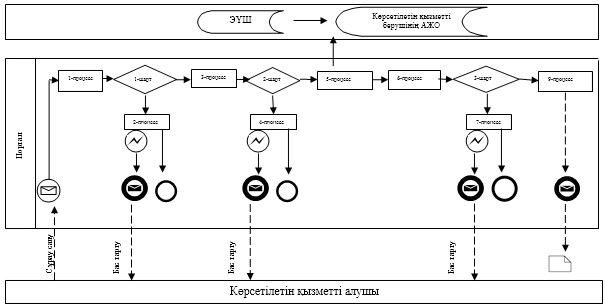 ЭҮШ
Көрсетілетін қызметті
берушінің АЖО
1-процесс
1-шарт
3-процесс
2-шарт
5-процесс
6-процесс
3-шарт
9-процесс
2-процесс
4-процесс
7-процесс
Портал
Сұрау салу
Бас тарту
Бас тарту
Бас тарту
Көрсетілетін қызметті алушы